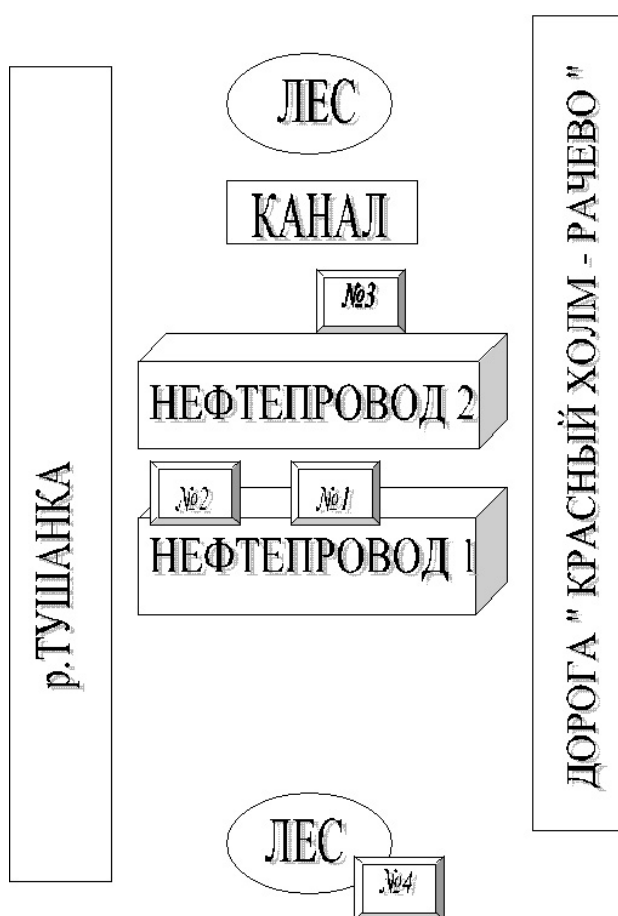 ЛЕС
КАНАЛ
№3
НЕФТЕПРОВОД 2
№2
№1
НЕФТЕПРОВОД 1
ЛЕС
№4
р.ТУШАНКА
ДОРОГА " КРАСНЫЙ ХОЛМ - РАЧЕВО "